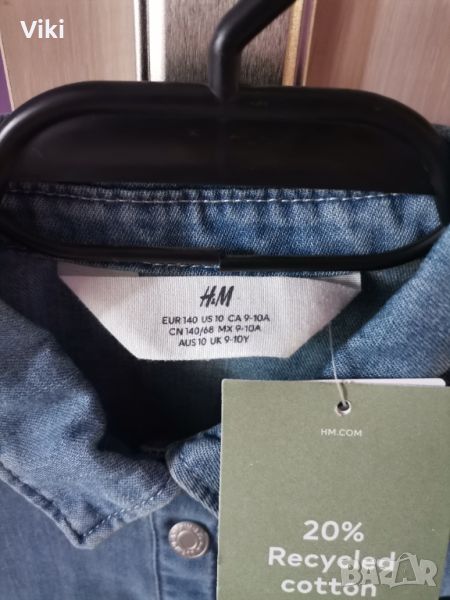 Viki
H&M
EUR 140 US 10 CA 9-10A
CN 140/68 MX 9-10A
AUS 10 UK 9-10Y
HM.COM
20%
Recycled
cotton
bazar